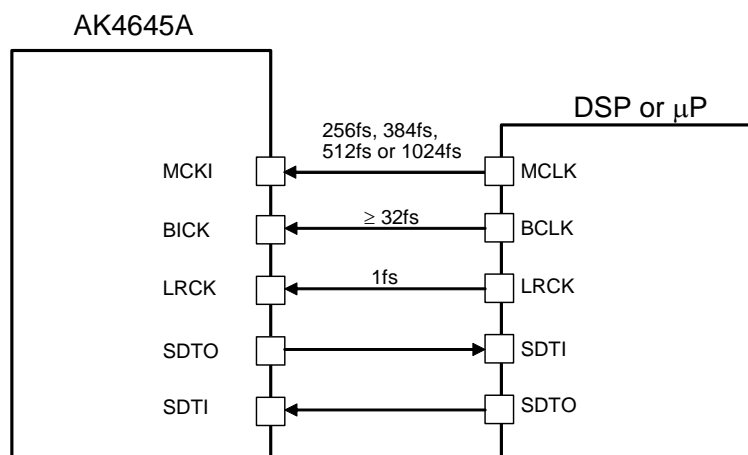 AK4645A
DSP or μP
256fs, 384fs,
512fs or 1024fs
MCKI
MCLK
BICK
≥ 32fs
BCLK
LRCK
1fs
LRCK
SDTO
SDTI
SDTI
SDTO